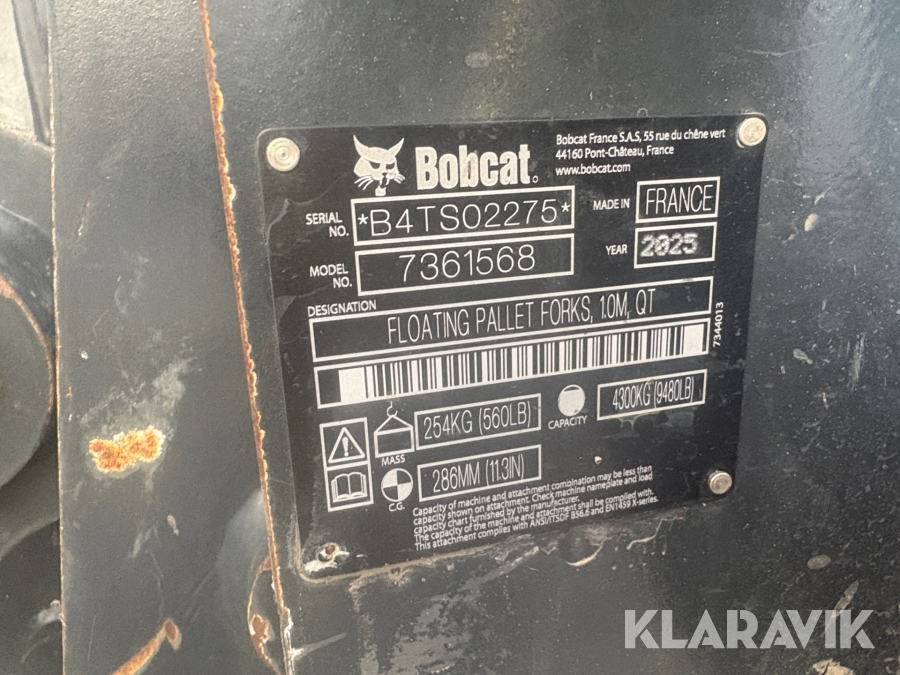 Bobcat.
Bobcat France S.A.S, 55 rue du chêne vert
44160 Pont-Château, France
www.bobcat.com
SERIAL NO. *B4TS02275*
MADE IN FRANCE
MODEL NO. 7361568
YEAR 2025
DESIGNATION
FLOATING PALLET FORKS, 1.0M, QT
7344013
MASS 254KG (560LB)
CAPACITY 4300KG (9480LB)
C.G. 286MM (11.3IN)
Capacity of machine and attachment combination may be less than
capacity shown on attachment. Check machine nameplate and load
capacity chart furnished by the manufacturer.
The capacity of the machine and attachment shall be complied with.
This attachment complies with ANSI/ITSDF B56.6 and EN1459 X-series.
KLARAVIK